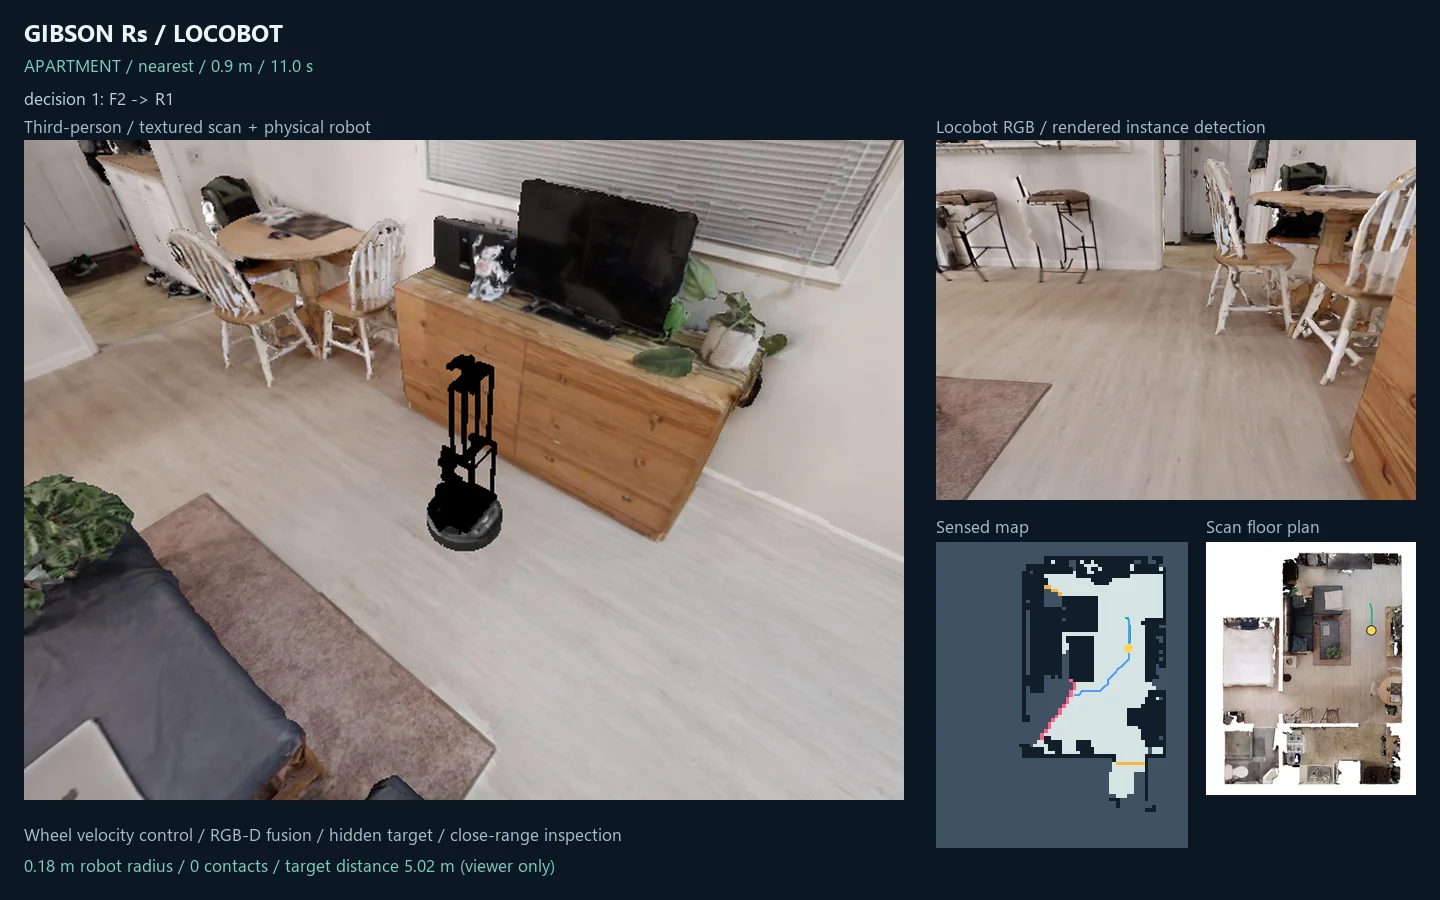 GIBSON Rs / LOCOBOT
APARTMENT / nearest / 0.9 m / 11.0 s
decision 1: F2 -> R1
Third-person / textured scan + physical robot
Locobot RGB / rendered instance detection
Sensed map
Scan floor plan
Wheel velocity control / RGB-D fusion / hidden target / close-range inspection
0.18 m robot radius / 0 contacts / target distance 5.02 m (viewer only)